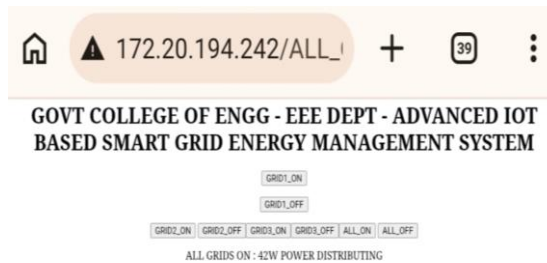 172.20.194.242/ALL_
39
GOVT COLLEGE OF ENGG - EEE DEPT - ADVANCED IOT
BASED SMART GRID ENERGY MANAGEMENT SYSTEM
GRID1_ON
GRID1_OFF
GRID2_ON GRID2_OFF GRID3_ON GRID3_OFF ALL_ON ALL_OFF
ALL GRIDS ON : 42W POWER DISTRIBUTING